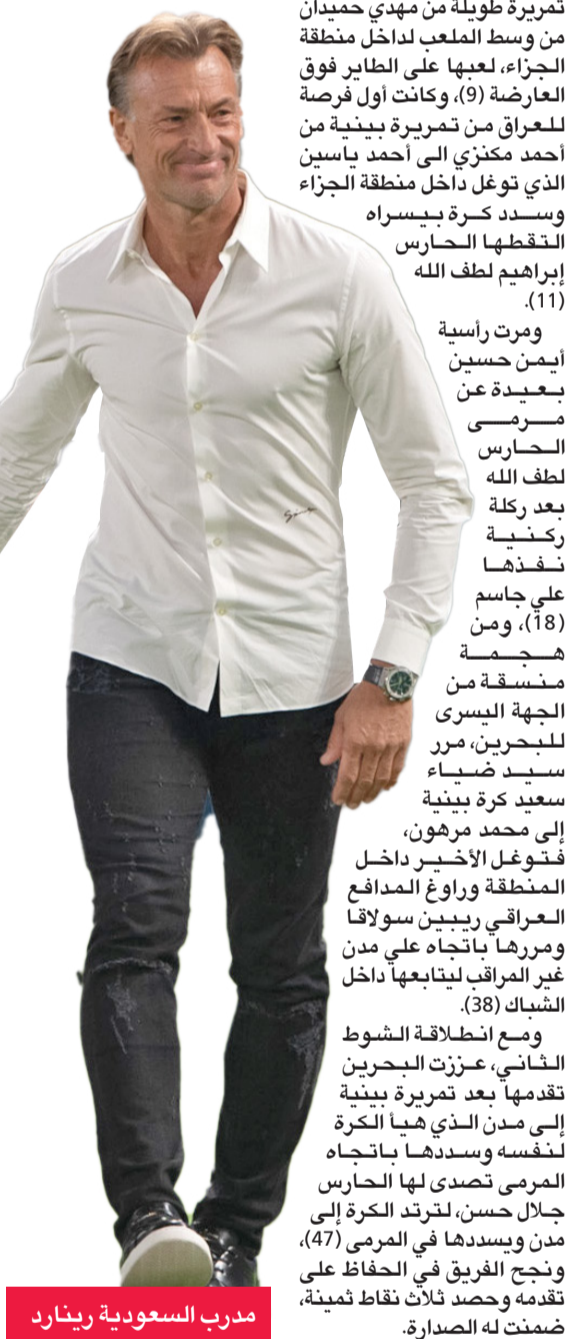 تمريرة طويلة من مهدي حميدان
من وسط الملعب لداخل منطقة
الجزاء، لعبها على الطاير فوق
العارضة (9)، وكانت أول فرصة
للعراق من تمريرة بينية من
أحمد مكنزي الى أحمد ياسين
الذي توغل داخل منطقة الجزاء
وسدد كرة بيسراه
التقطها الحارس
إبراهيم لطف الله
(11).
ومرت رأسية
أيمن حسين
بعيدة عن
مرمى
الحارس
لطف الله
بعد ركلة
ركنية
نفذها
علي جاسم
(18)، ومن
هجمة
منسقة من
الجهة اليسرى
للبحرين، مرر
سيد ضياء
سعيد كرة بينية
إلى محمد مرهون،
فتوغل الأخير داخل
المنطقة وراوغ المدافع
العراقي ريبين سولاقا
ومررها باتجاه علي مدن
غير المراقب ليتابعها داخل
الشباك (38).
ومع انطلاقة الشوط
الثاني، عززت البحرين
تقدمها بعد تمريرة بينية
إلى مدن الذي هيأ الكرة
لنفسه وسددها باتجاه
المرمى تصدى لها الحارس
جلال حسن، لترتد الكرة إلى
مدن ويسددها في المرمى (47)،
ونجح الفريق في الحفاظ على
تقدمه وحصد ثلاث نقاط ثمينة،
ضمنت له الصدارة.
مدرب السعودية رينارد